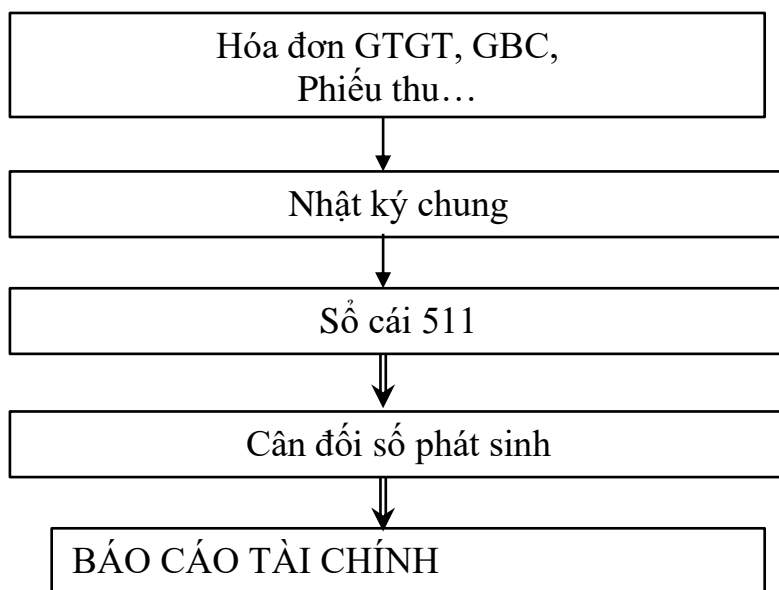 Hóa đơn GTGT, GBC,
Phiếu thu…
Nhật ký chung
Sổ cái 511
Cân đối số phát sinh
BÁO CÁO TÀI CHÍNH